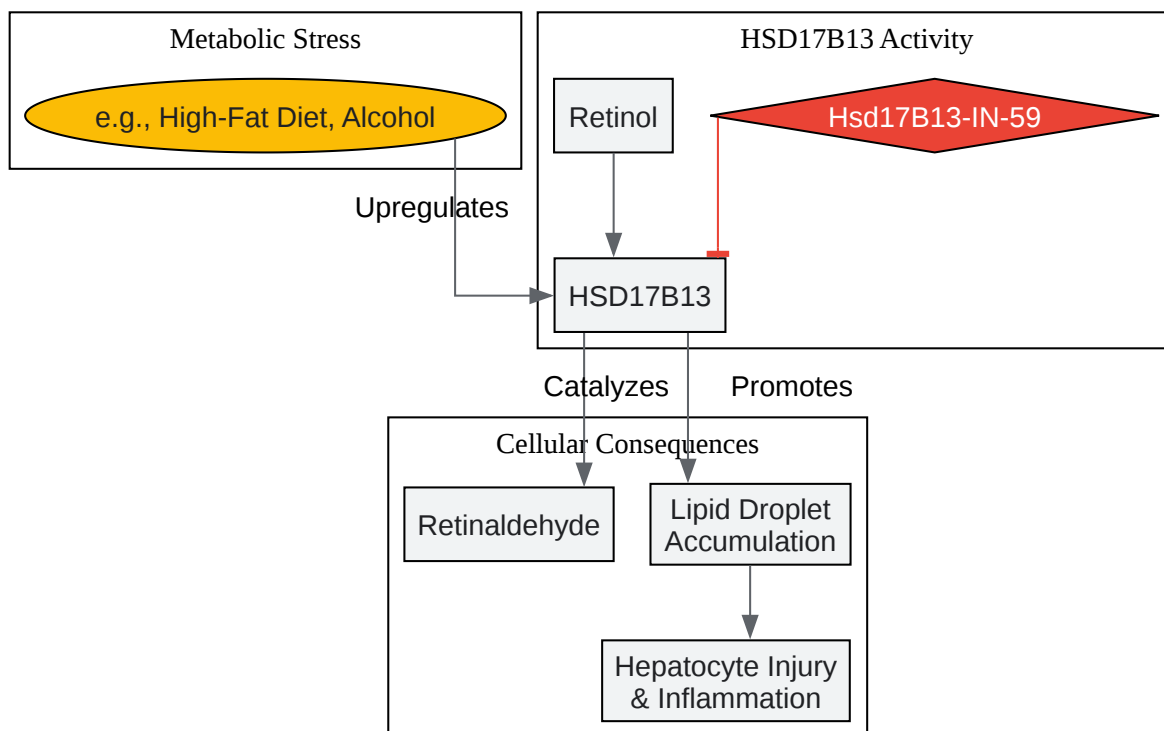 Metabolic Stress
e.g., High-Fat Diet, Alcohol
HSD17B13 Activity
Retinol
Hsd17B13-IN-59
Upregulates
HSD17B13
Catalyzes
Promotes
Cellular Consequences
Retinaldehyde
Lipid Droplet
Accumulation
Hepatocyte Injury
& Inflammation